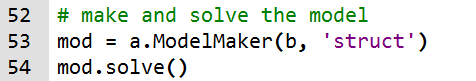 52 # make and solve the model
53 mod = a.ModelMaker(b, 'struct')
54 mod.solve()